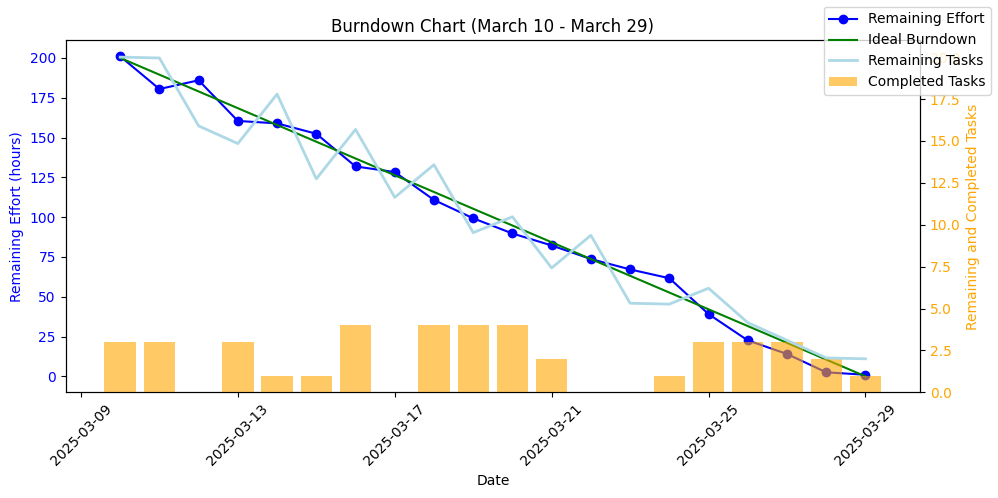 Burndown Chart (March 10 - March 29)
Remaining Effort
Ideal Burndown
Remaining Tasks
Completed Tasks
Remaining Effort (hours)
200
175
150
125
100
75
50
25
0
17.5
15.0
12.5
10.0
7.5
5.0
2.5
0.0
Remaining and Completed Tasks
2025-03-09
2025-03-13
2025-03-17
2025-03-21
2025-03-25
2025-03-29
Date